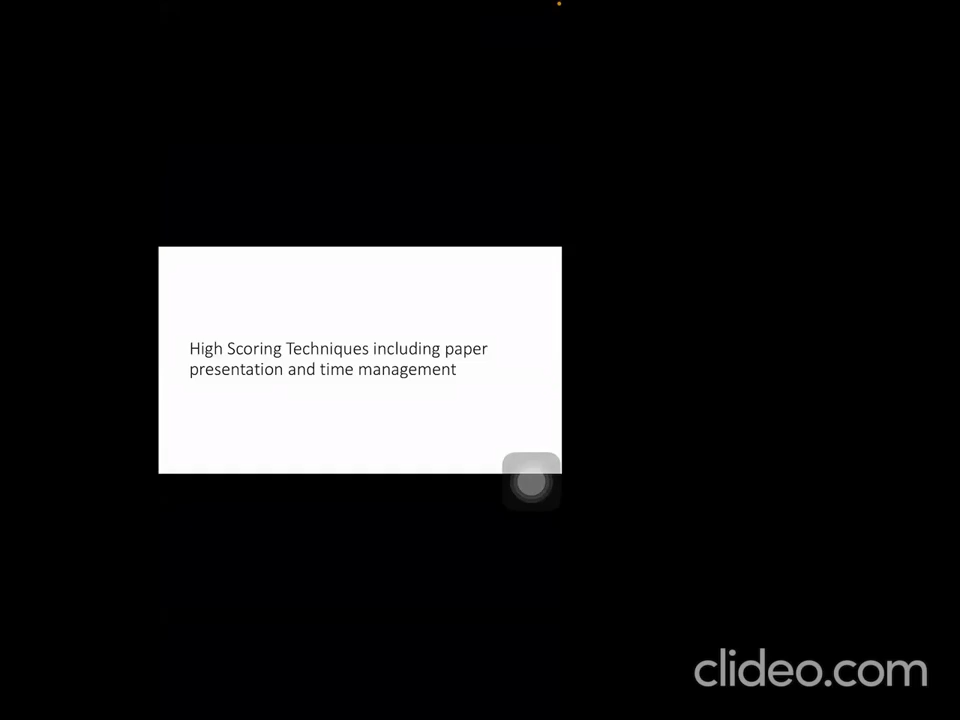 High Scoring Techniques including paper
presentation and time management
clideo.com